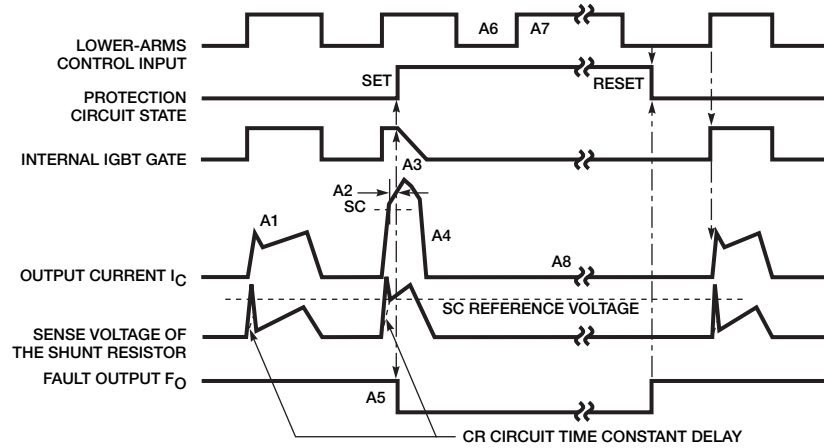 LOWER-ARMS
CONTROL INPUT
A6
A7
PROTECTION
CIRCUIT STATE
SET
RESET
INTERNAL IGBT GATE
A3
A2
SC
A1
A4
OUTPUT CURRENT IC
A8
SC REFERENCE VOLTAGE
SENSE VOLTAGE OF
THE SHUNT RESISTOR
FAULT OUTPUT FO
A5
CR CIRCUIT TIME CONSTANT DELAY